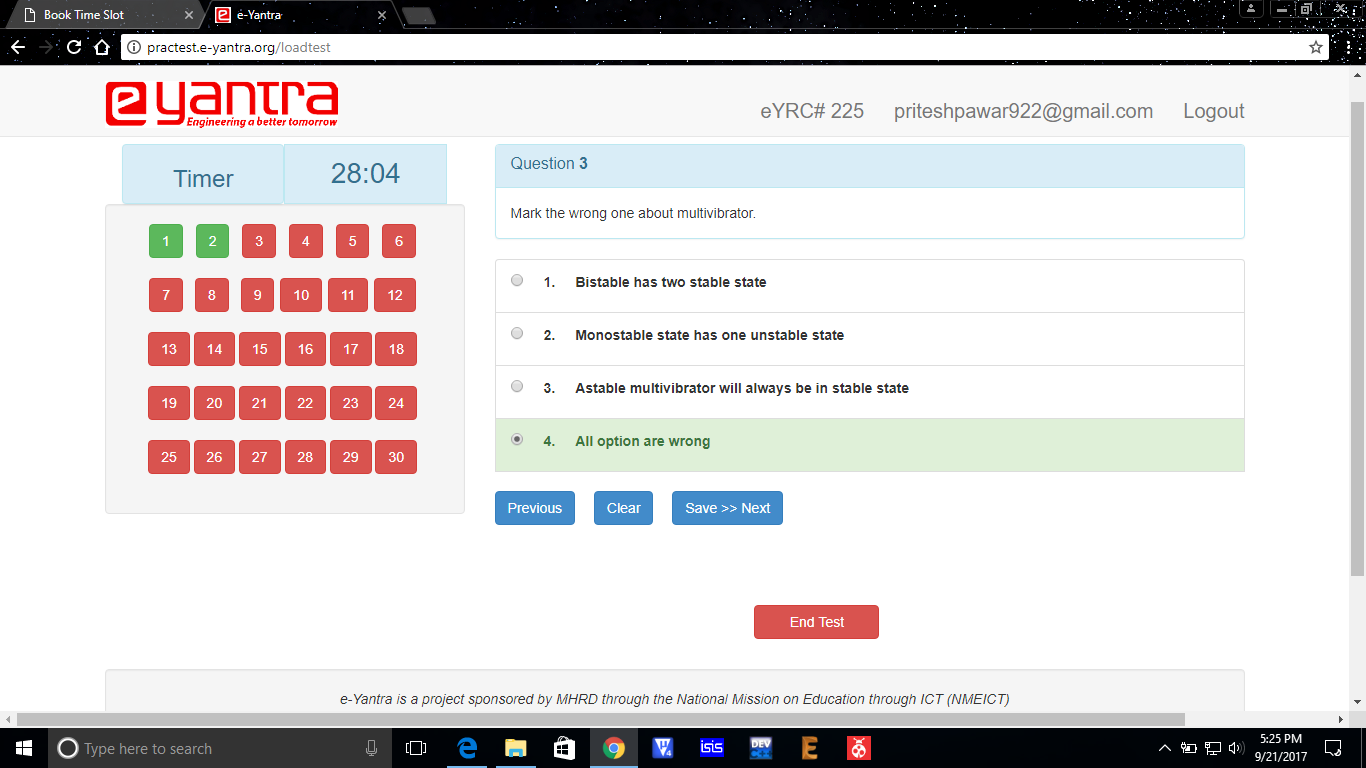 Book Time Slot
e-Yantra
practest.e-yantra.org/loadtest
e yantra
Engineering a better tomorrow
eYRC# 225 priteshpawar922@gmail.com Logout
Timer 28:04
1 2 3 4 5 6
7 8 9 10 11 12
13 14 15 16 17 18
19 20 21 22 23 24
25 26 27 28 29 30
Question 3
Mark the wrong one about multivibrator.
1. Bistable has two stable state
2. Monostable state has one unstable state
3. Astable multivibrator will always be in stable state
4. All option are wrong
Previous Clear Save >> Next
End Test
e-Yantra is a project sponsored by MHRD through the National Mission on Education through ICT (NMEICT)
Type here to search
isis
DEV
5:25 PM
9/21/2017